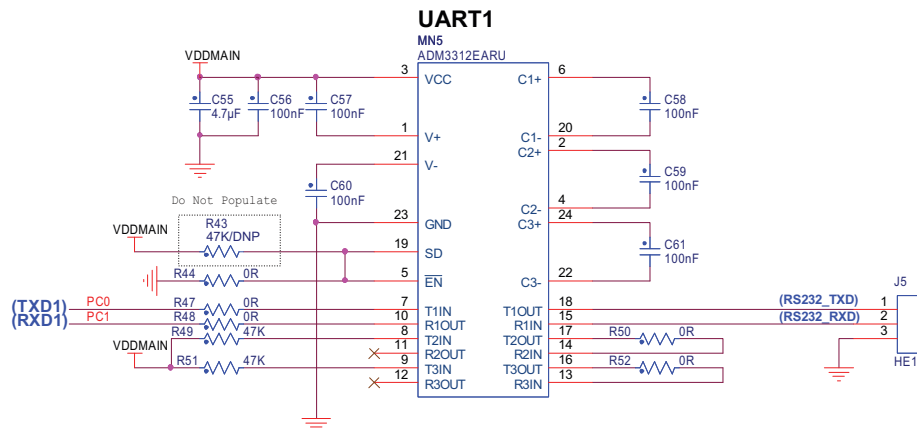 UART1
MN5
ADM3312EARU
VDDMAIN
3
VCC
C1+
6
C55
4.7µF
C56
100nF
C57
100nF
C58
100nF
1
V+
C1-
20
C2+
2
21
V-
C60
100nF
C59
100nF
Do Not Populate
C2-
4
R43
47K/DNP
23
GND
C3+
24
VDDMAIN
19
SD
C61
100nF
R44
0R
5
EN
C3-
22
J5
(TXD1)
PC0
R47
0R
7
T1IN
T1OUT
18
(RS232_TXD)
1
(RXD1)
PC1
R48
0R
10
R1OUT
R1IN
15
(RS232_RXD)
2
R49
47K
8
T2IN
T2OUT
17
R50
0R
3
VDDMAIN
11
R2OUT
R2IN
14
R51
47K
9
T3IN
T3OUT
16
R52
0R
HE1
12
R3OUT
R3IN
13